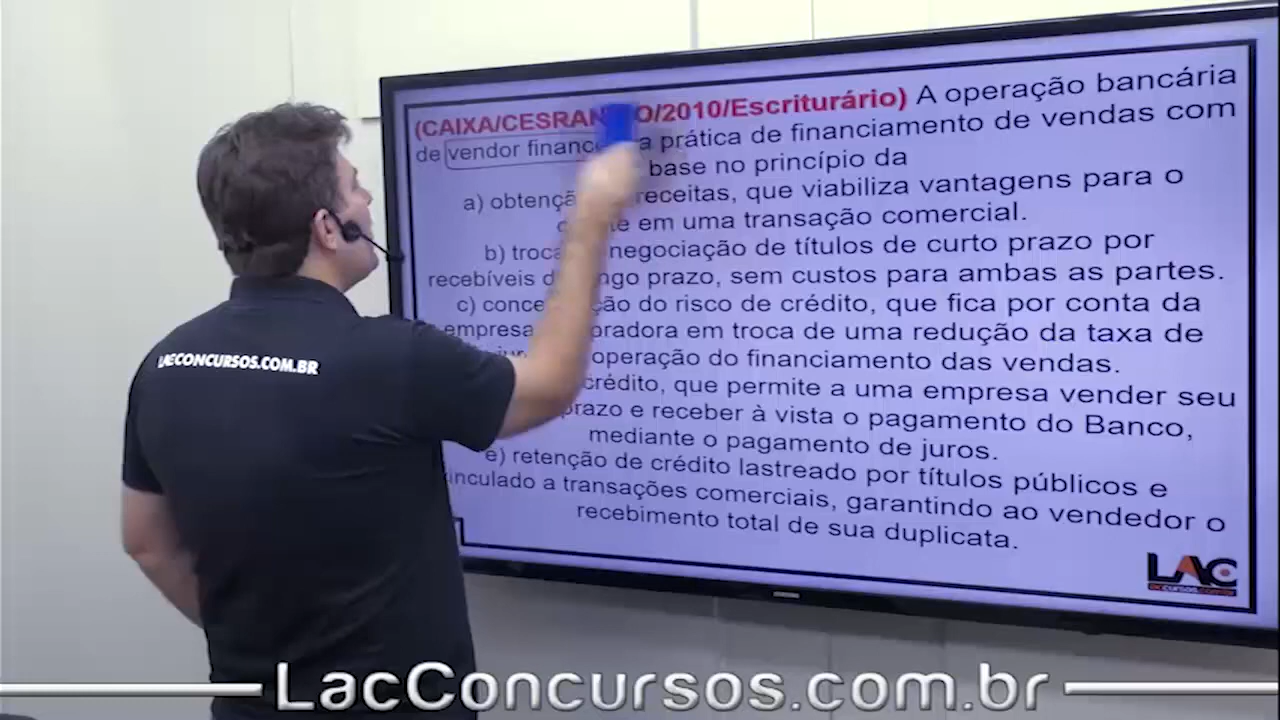 (CAIXA/CESRAN O/2010/Escriturário) A operação bancária
de vendor financ a prática de financiamento de vendas com
base no princípio da
a) obtenç receitas, que viabiliza vantagens para o
te em uma transação comercial.
b) troca negociação de títulos de curto prazo por
recebíveis d ngo prazo, sem custos para ambas as partes.
c) conce ção do risco de crédito, que fica por conta da
empresa pradora em troca de uma redução da taxa de
operação do financiamento das vendas.
crédito, que permite a uma empresa vender seu
prazo e receber à vista o pagamento do Banco,
mediante o pagamento de juros.
e) retenção de crédito lastreado por títulos públicos e
vinculado a transações comerciais, garantindo ao vendedor o
recebimento total de sua duplicata.
LACCONCURSOS.COM.BR
LAC
LacConcursos.com.br